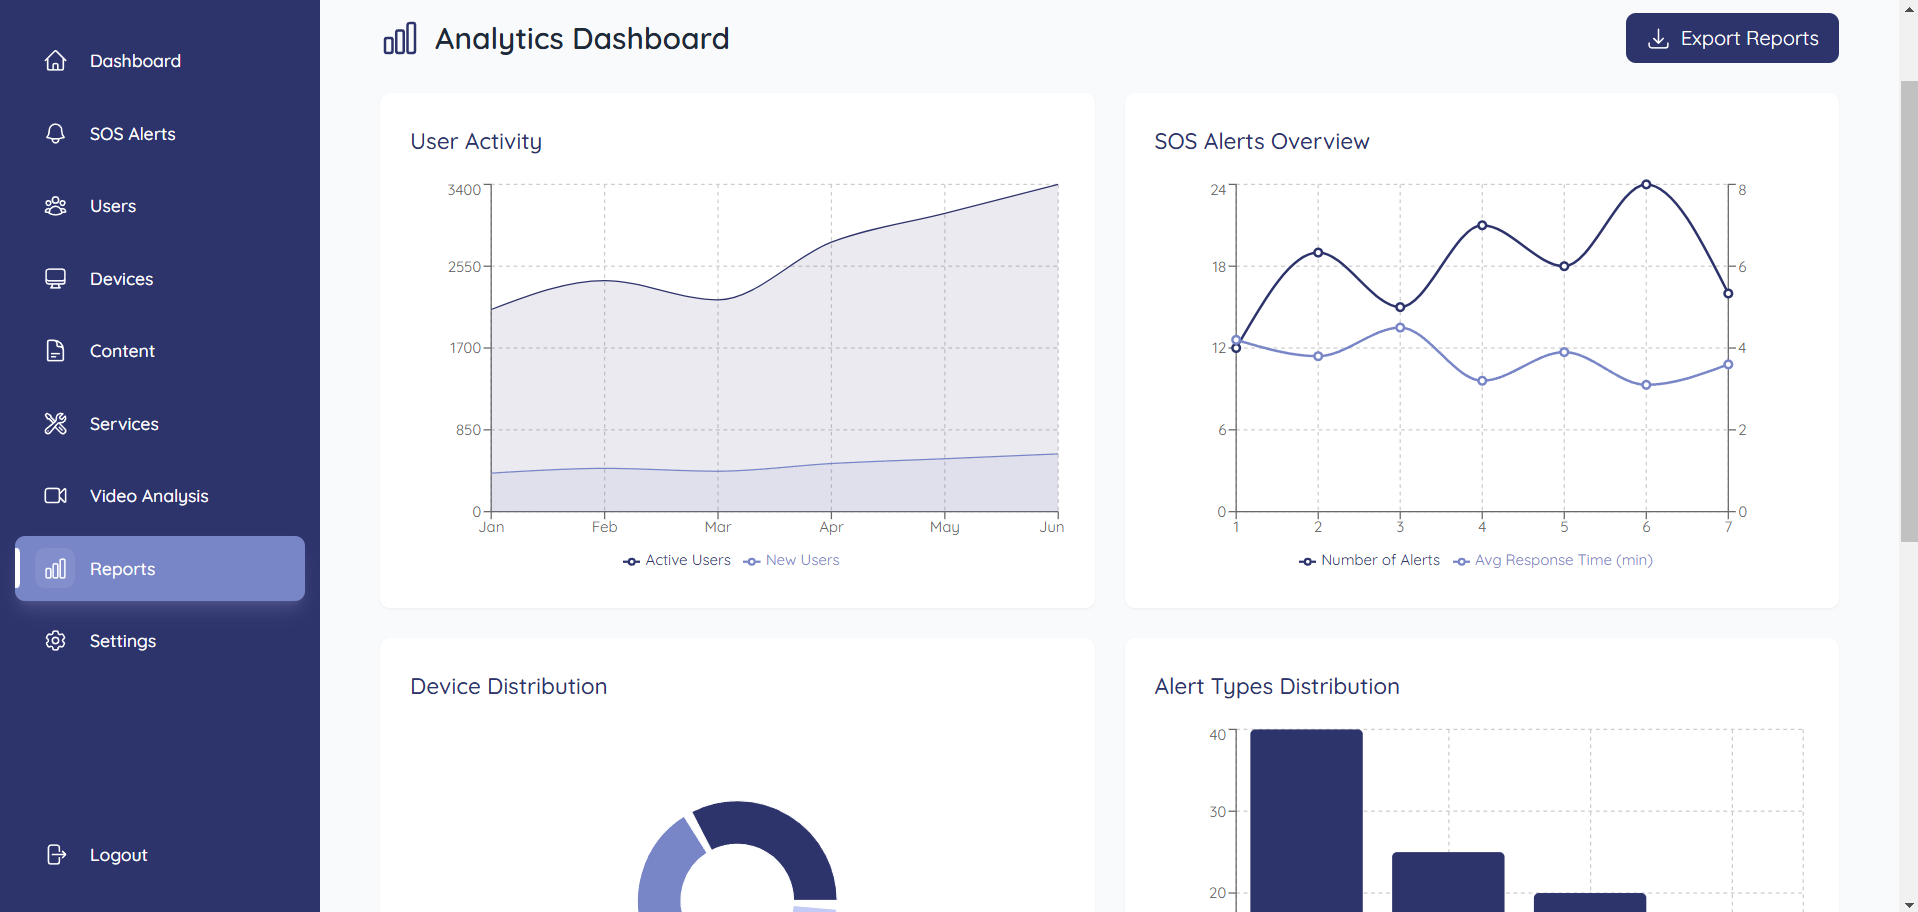 Dashboard
SOS Alerts
Users
Devices
Content
Services
Video Analysis
Reports
Settings
Logout
Analytics Dashboard
Export Reports
User Activity
3400
2550
1700
850
0
Jan Feb Mar Apr May Jun
Active Users New Users
SOS Alerts Overview
24 8
18 6
12 4
6 2
0 0
1 2 3 4 5 6 7
Number of Alerts Avg Response Time (min)
Device Distribution
Alert Types Distribution
40
30
20